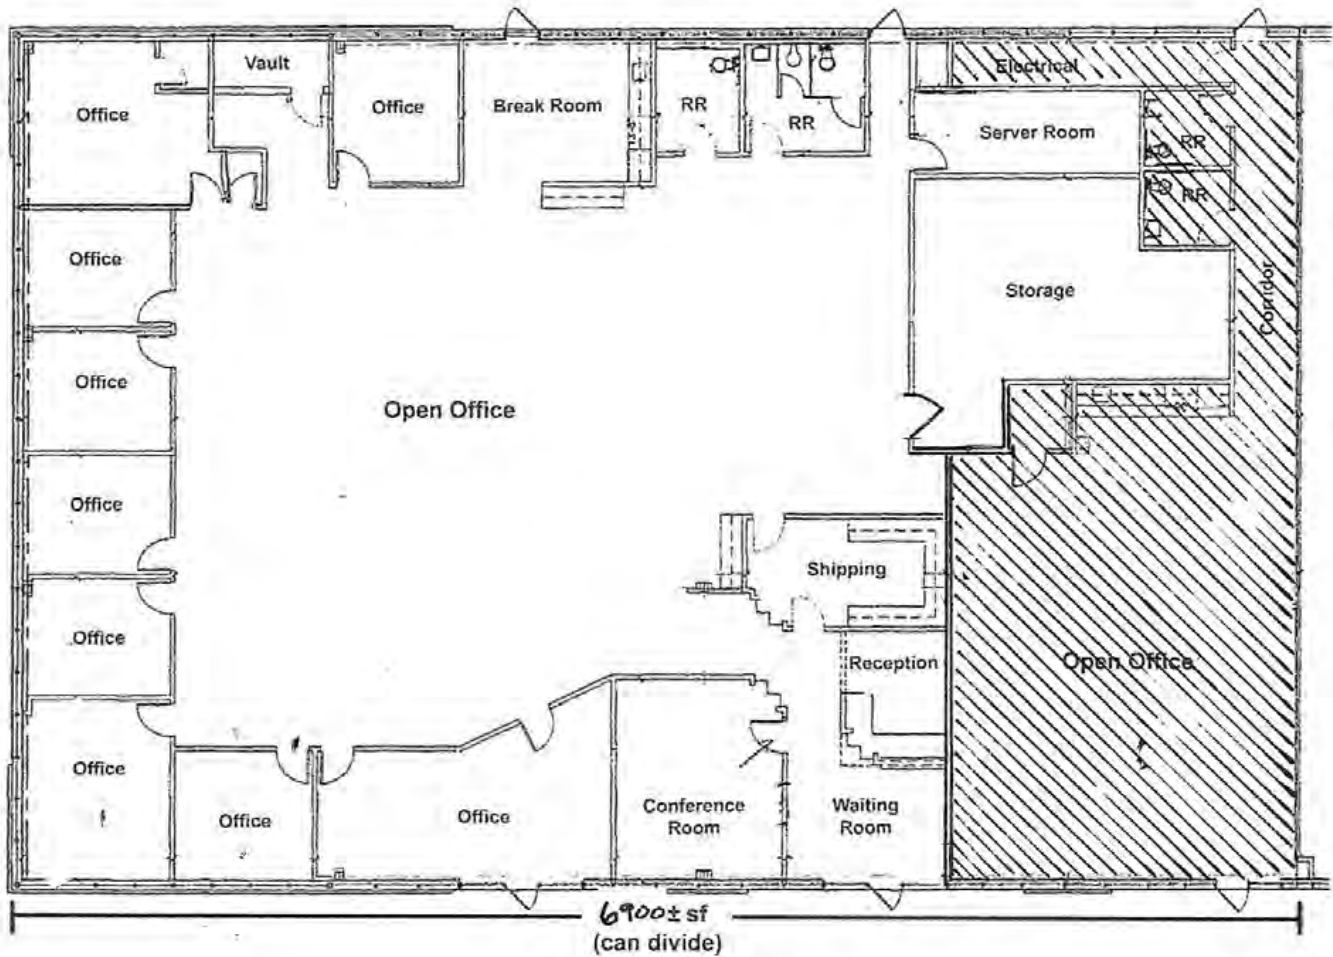 Vault
Electrical
Office
Office
Break Room
RR
RR
Server Room
RR
RR
Office
Storage
Corridor
Office
Open Office
Office
Shipping
Office
Reception
Open Office
Office
Conference
Room
Waiting
Room
Office
Office
6900± sf
(can divide)